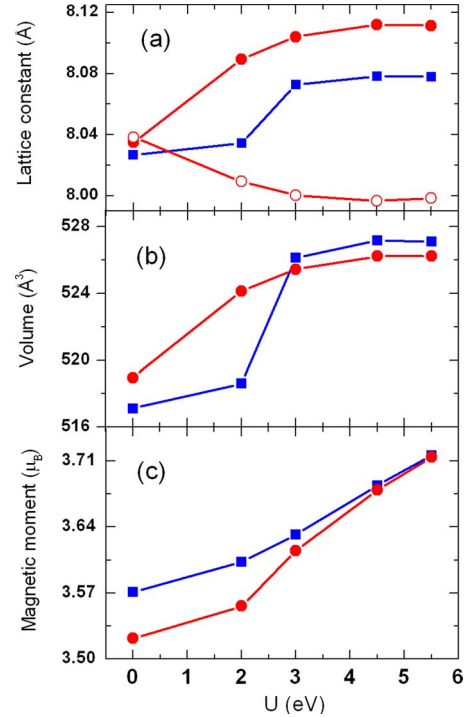 8.12
(a)
8.08
8.04
8.00
Lattice constant (Å)
528
(b)
524
520
516
Volume (Å³)
3.71
(c)
3.64
3.57
3.50
Magnetic moment (μB)
0 1 2 3 4 5 6
U (eV)